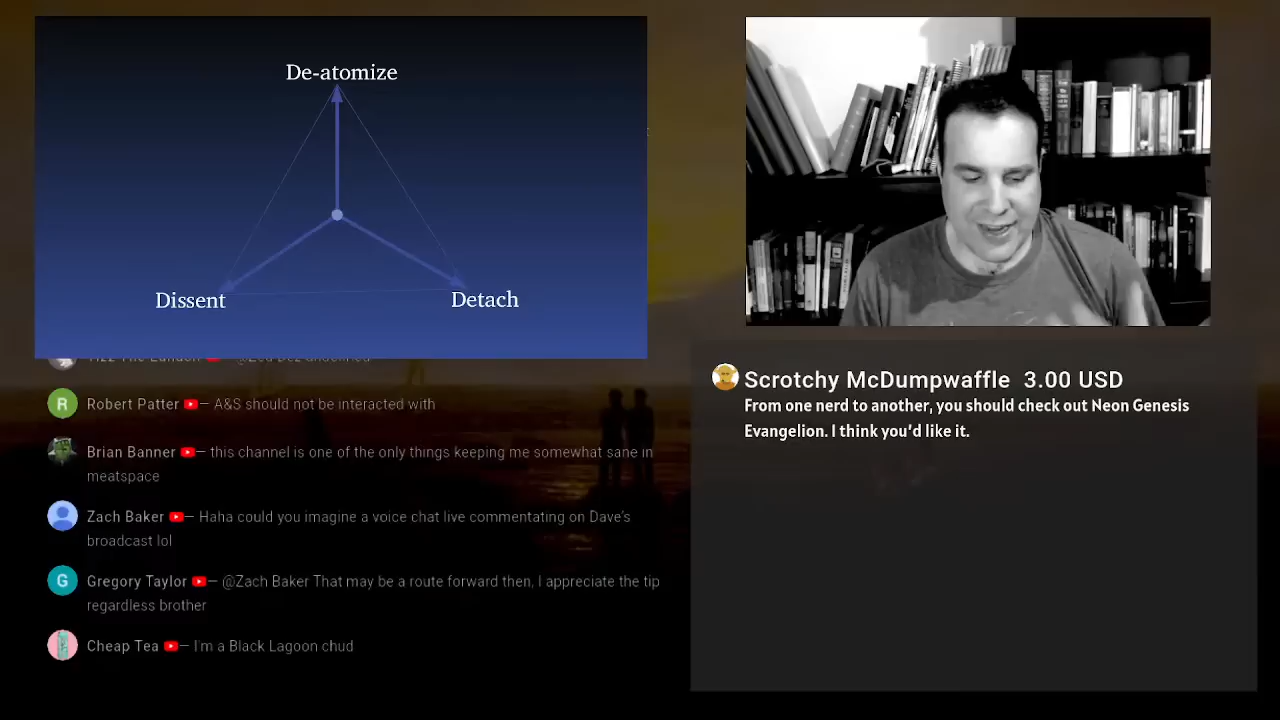 De-atomize
Dissent
Detach
Robert Patter — A&S should not be interacted with
Brian Banner — this channel is one of the only things keeping me somewhat sane in
meatspace
Zach Baker — Haha could you imagine a voice chat live commentating on Dave's
broadcast lol
G
Gregory Taylor — @Zach Baker That may be a route forward then, I appreciate the tip
regardless brother
Cheap Tea — I'm a Black Lagoon chud
R
Scrotchy McDumpwaffle 3.00 USD
From one nerd to another, you should check out Neon Genesis
Evangelion. I think you'd like it.